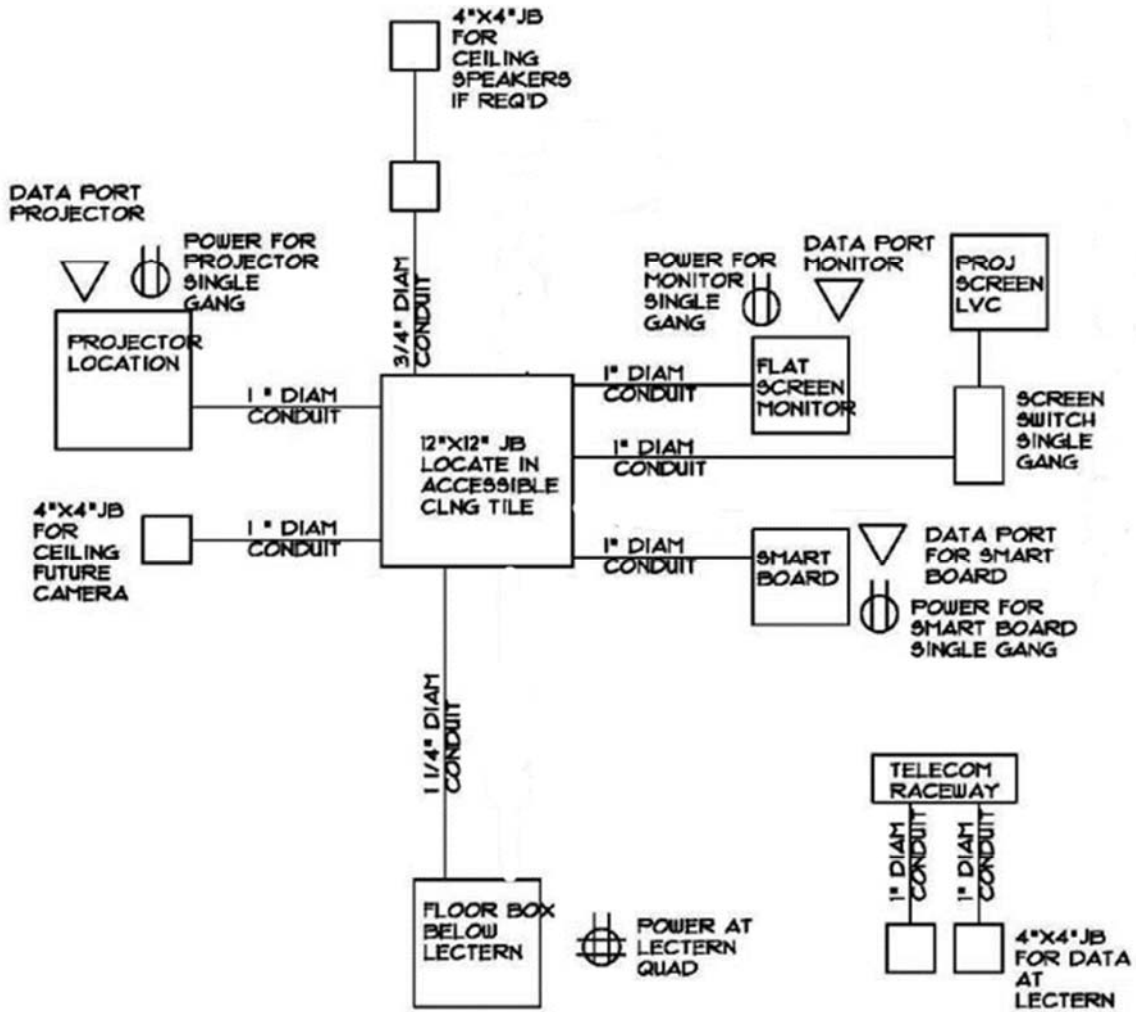 4"X4"JB
FOR
CEILING
SPEAKERS
IF REQ'D
DATA PORT
PROJECTOR
POWER FOR
PROJECTOR
SINGLE
GANG
PROJECTOR
LOCATION
3/4" DIAM
CONDUIT
POWER FOR
MONITOR
SINGLE
GANG
DATA PORT
MONITOR
PROJ
SCREEN
LVC
1" DIAM
CONDUIT
FLAT
SCREEN
MONITOR
SCREEN
SWITCH
SINGLE
GANG
1 " DIAM
CONDUIT
12"X12" JB
LOCATE IN
ACCESSIBLE
CLNG TILE
1" DIAM
CONDUIT
4"X4"JB
FOR
CEILING
FUTURE
CAMERA
1 " DIAM
CONDUIT
1" DIAM
CONDUIT
SMART
BOARD
DATA PORT
FOR SMART
BOARD
POWER FOR
SMART BOARD
SINGLE GANG
1 1/4" DIAM
CONDUIT
TELECOM
RACEWAY
1" DIAM
CONDUIT
1" DIAM
CONDUIT
FLOOR BOX
BELOW
LECTERN
POWER AT
LECTERN
QUAD
4"X4"JB
FOR DATA
AT
LECTERN